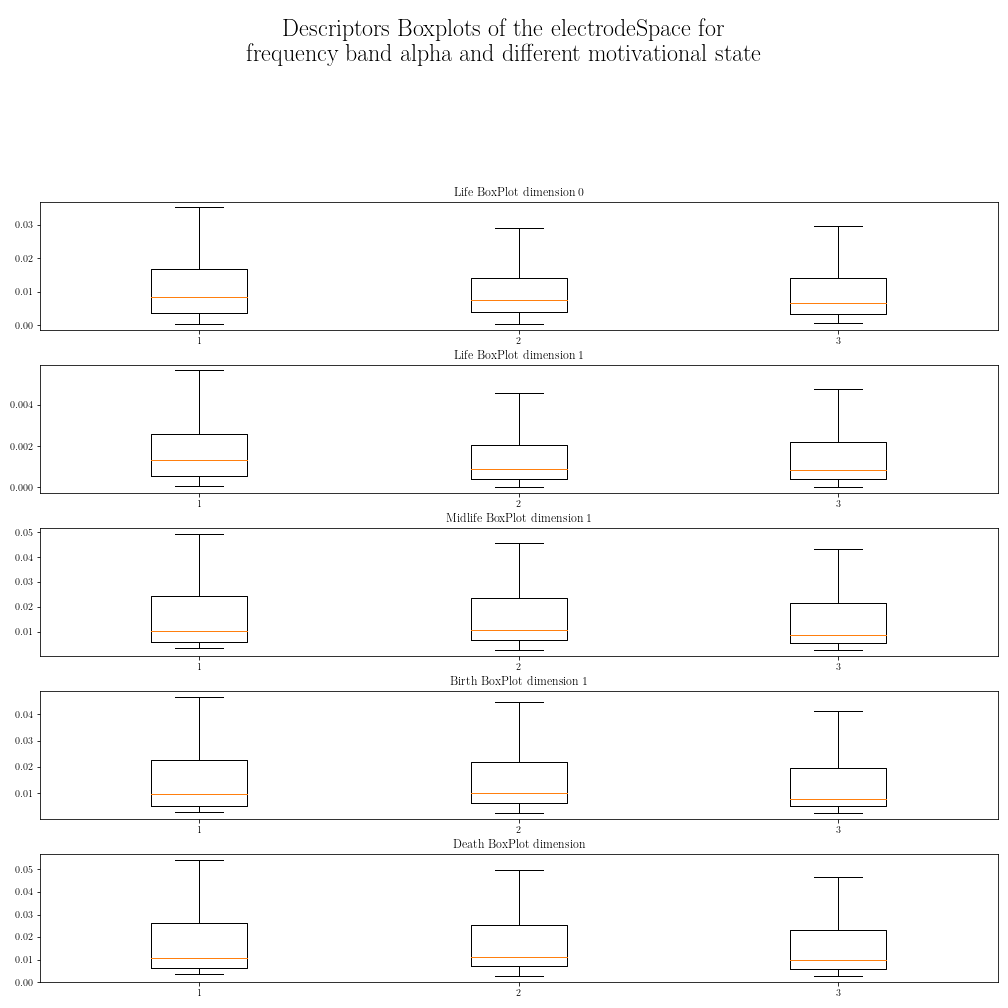 Descriptors Boxplots of the electrodeSpace for
frequency band alpha and different motivational state
Life BoxPlot dimension 0
0.03
0.02
0.01
0.00
1 2 3
Life BoxPlot dimension 1
0.004
0.002
0.000
1 2 3
Midlife BoxPlot dimension 1
0.05
0.04
0.03
0.02
0.01
1 2 3
Birth BoxPlot dimension 1
0.04
0.03
0.02
0.01
1 2 3
Death BoxPlot dimension
0.05
0.04
0.03
0.02
0.01
0.00
1 2 3